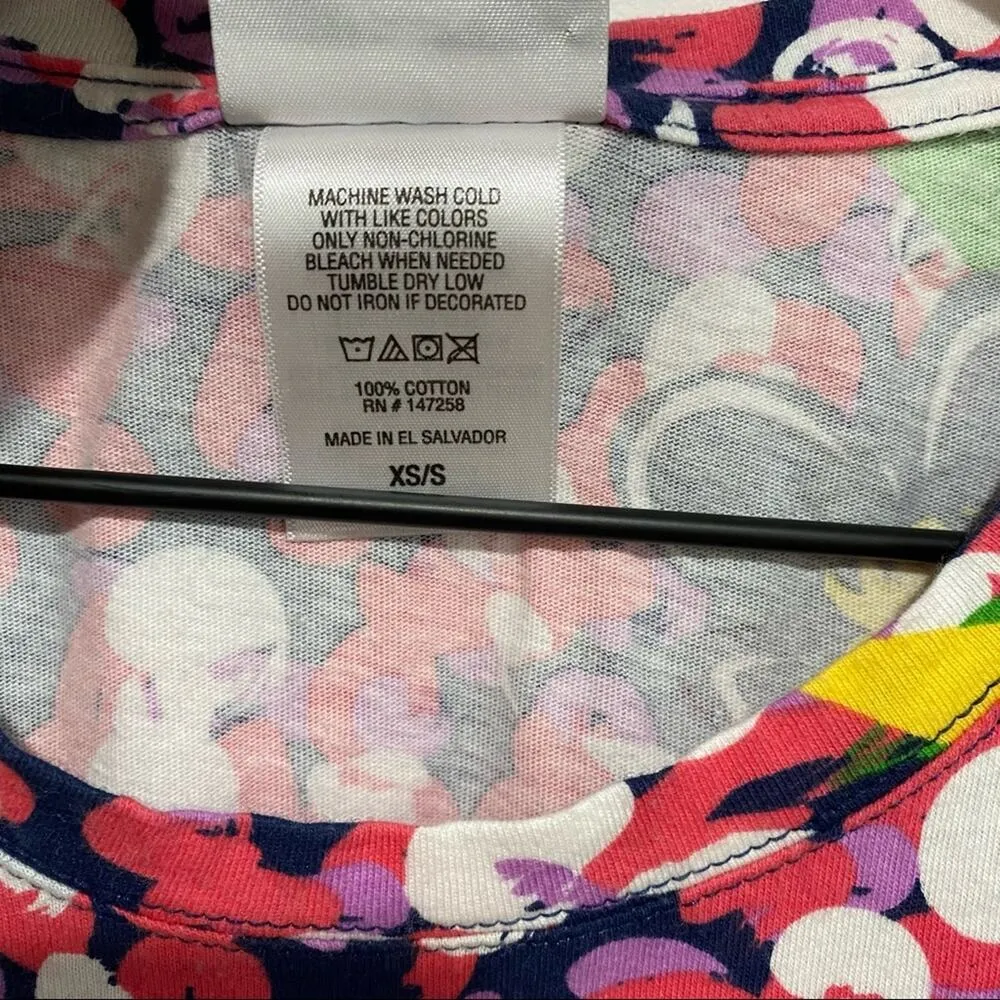 MACHINE WASH COLD
WITH LIKE COLORS
ONLY NON-CHLORINE
BLEACH WHEN NEEDED
TUMBLE DRY LOW
DO NOT IRON IF DECORATED
100% COTTON
RN # 147258
MADE IN EL SALVADOR
XS/S